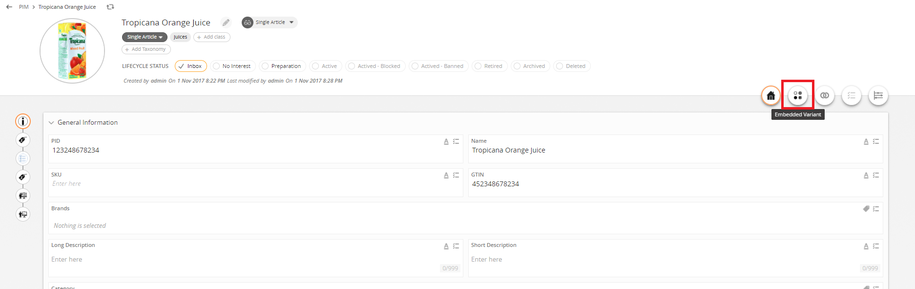 PIM > Tropicana Orange Juice
Tropicana Orange Juice
Single Article
Single Article
Juices
+ Add class
+ Add Taxonomy
LIFECYCLE STATUS Inbox No Interest Preparation Active Actived - Blocked Actived - Banned Retired Archived Deleted
Created by admin On 1 Nov 2017 8:22 PM Last modified by admin On 1 Nov 2017 8:28 PM
Embedded Variant
General Information
PID
123248678234
Name
Tropicana Orange Juice
SKU
Enter here
GTIN
452348678234
Brands
Nothing is selected
Long Description
Enter here
0/999
Short Description
Enter here
0/999
Category